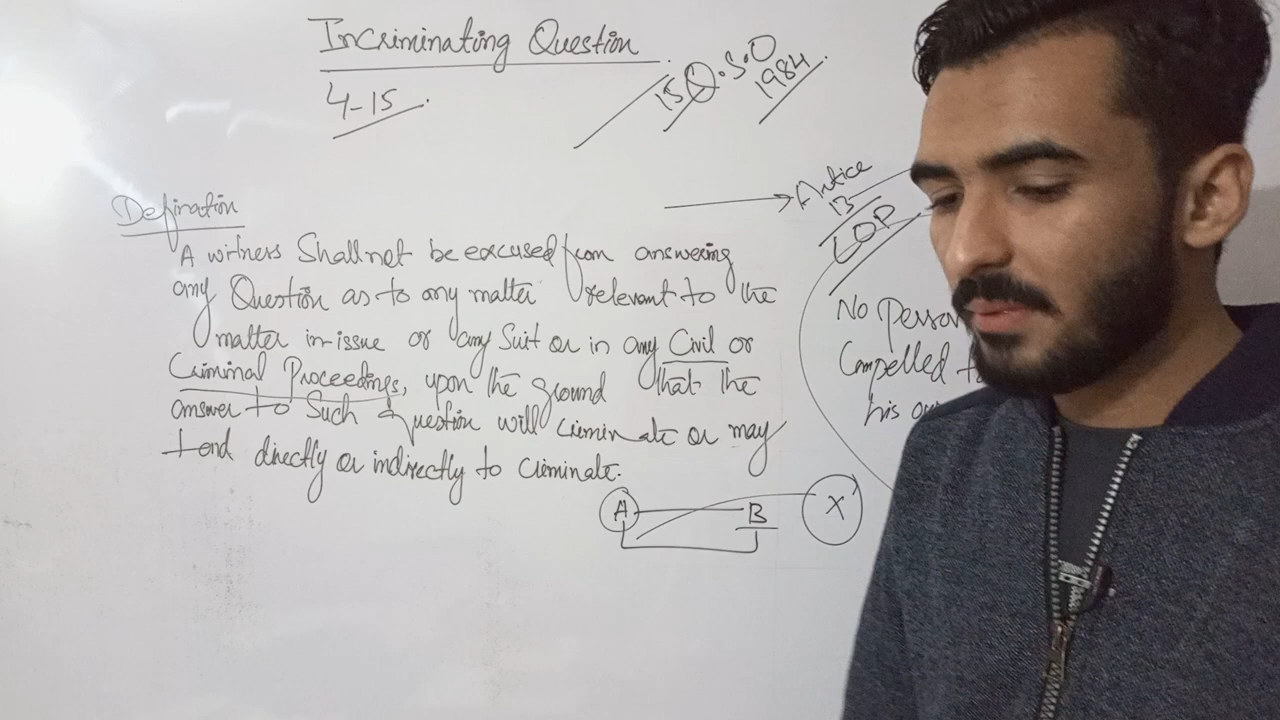 Incriminating Question
4-15
15 Q.S.O
1984
Defination
A witness Shall not be excused from answering
any Question as to any matter relevant to the
matter in-issue or any Suit or in any Civil or
Criminal Proceedings, upon the ground that the
answer to Such question will criminate or may
tend directly or indirectly to criminate.
A B X
Artice
13
COP
No Person
Compelled
his